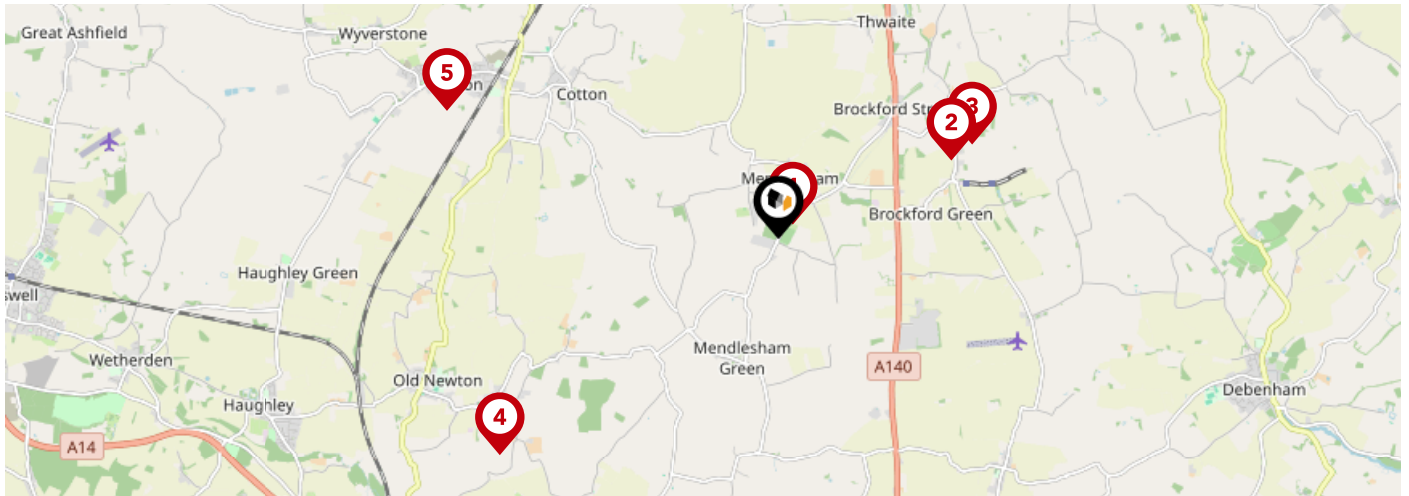 Great Ashfield
Wyverstone
Thwaite
5
Cotton
Brockford
3
2
Brockford Green
Haughley Green
swell
Mendlesham
Green
Wetherden
Old Newton
A140
Debenham
Haughley
4
A14